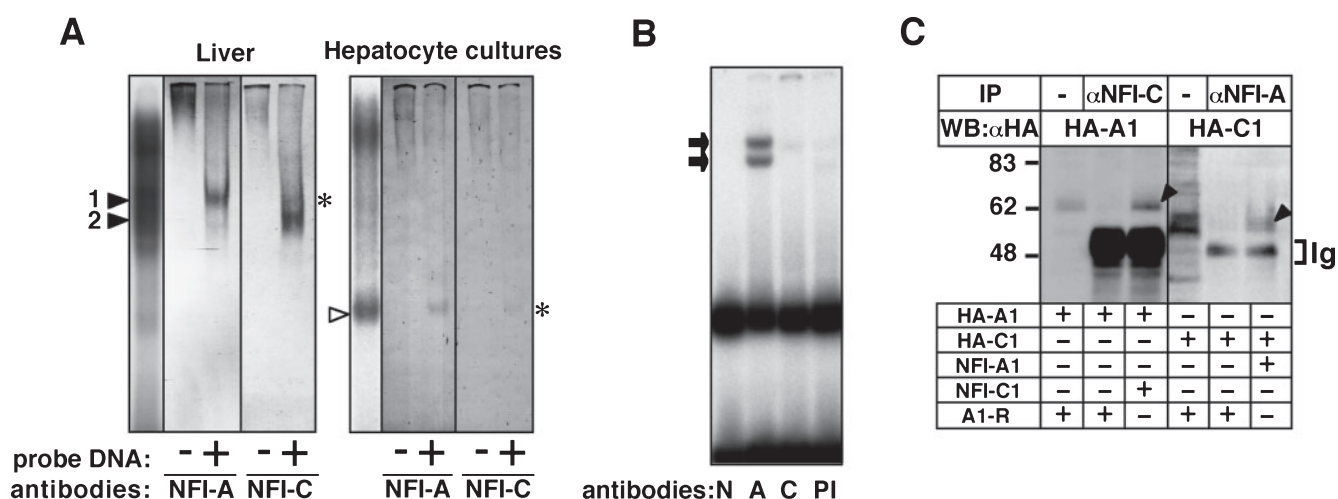 A
Liver
Hepatocyte cultures
1
2
*
*
probe DNA: - + - + - + - +
antibodies: NFI-A NFI-C NFI-A NFI-C
B
antibodies:N A C PI
C
IP - αNFI-C - αNFI-A
WB:αHA HA-A1 HA-C1
83
62
48
Ig
HA-A1 + + + - - -
HA-C1 - - - + + +
NFI-A1 - - - - - +
NFI-C1 - - + - - -
A1-R + + - + + -